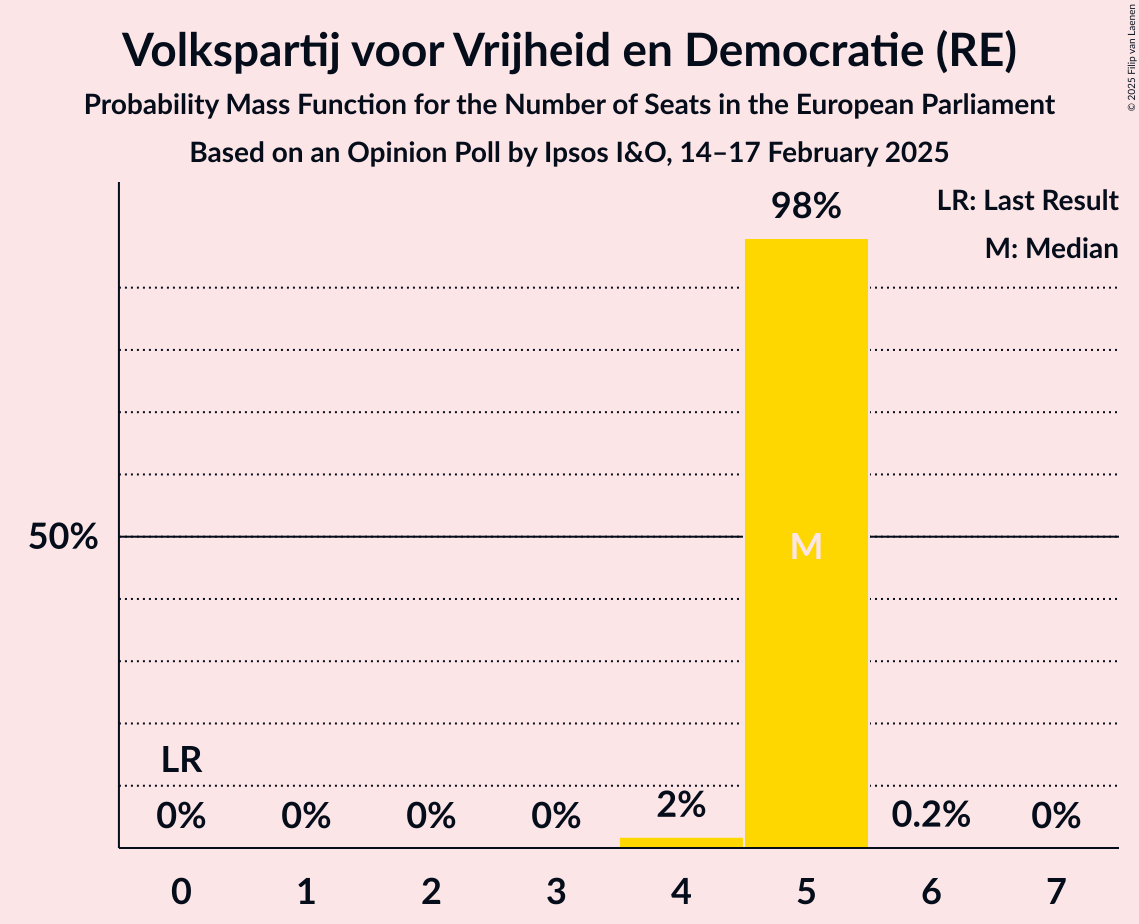 Volkspartij voor Vrijheid en Democratie (RE)
Probability Mass Function for the Number of Seats in the European Parliament
Based on an Opinion Poll by Ipsos I&O, 14–17 February 2025
© 2025 Filip van Laenen
LR: Last Result
M: Median
98%
50%
M
LR
0%
0%
0%
0%
2%
0.2%
0%
0
1
2
3
4
5
6
7